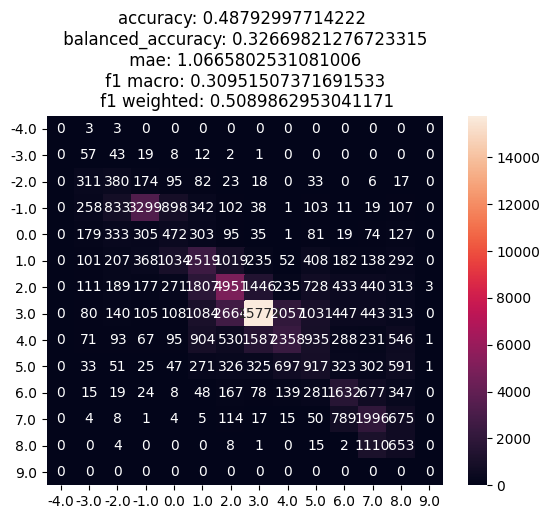 accuracy: 0.48792997714222
balanced_accuracy: 0.32669821276723315
mae: 1.0665802531081006
f1 macro: 0.30951507371691533
f1 weighted: 0.5089862953041171
-4.0 0 3 3 0 0 0 0 0 0 0 0 0 0 0
-3.0 0 57 43 19 8 12 2 1 0 0 0 0 0 0
-2.0 0 311 380 174 95 82 23 18 0 33 0 6 17 0
-1.0 0 258 833 3299 898 342 102 38 1 103 11 19 107 0
0.0 0 179 333 305 472 303 95 35 1 81 19 74 127 0
1.0 0 101 207 368 1034 2519 1019 235 52 408 182 138 292 0
2.0 0 111 189 177 271 1807 4951 1446 235 728 433 440 313 3
3.0 0 80 140 105 108 1084 2057 1031 447 443 313 0
4.0 0 71 93 67 95 904 530 1587 2358 935 288 231 546 1
5.0 0 33 51 25 47 271 326 325 697 917 323 302 591 1
6.0 0 15 19 24 8 48 167 78 139 281 1632 677 347 0
7.0 0 4 8 1 4 5 114 17 15 50 789 1996 675 0
8.0 0 0 4 0 0 0 8 1 0 15 2 1110 653 0
9.0 0 0 0 0 0 0 0 0 0 0 0 0 0 0
-4.0 -3.0 -2.0 -1.0 0.0 1.0 2.0 3.0 4.0 5.0 6.0 7.0 8.0 9.0
14000
12000
10000
8000
6000
4000
2000
0